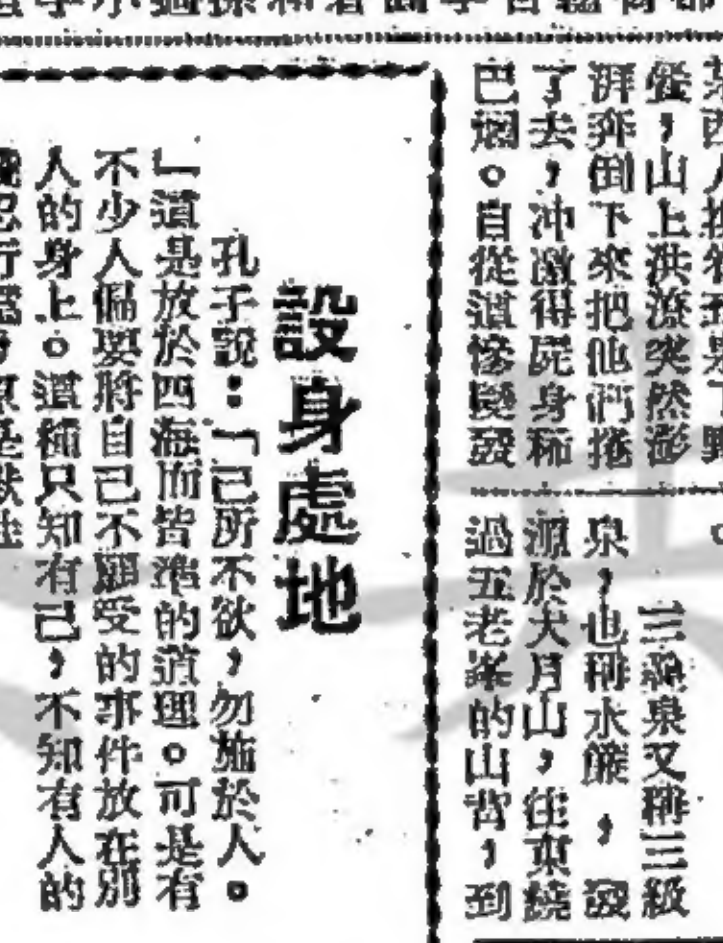 巴烟。自從這慘變發
了去,冲激得屍身稀
湃奔倒下來把他們捲
後,山上洪流突然澎
三疊泉又稱三級
泉,也稱水簾,發
源於大月山,往東繞
過五老峯的山背,到
設身處地
孔子說:「己所不欲,勿施於人。
」這是放於四海而皆準的道理。可是有
不少人偏要將自己不願受的事件放在別
人的身上。這種只知有己,不知有人的